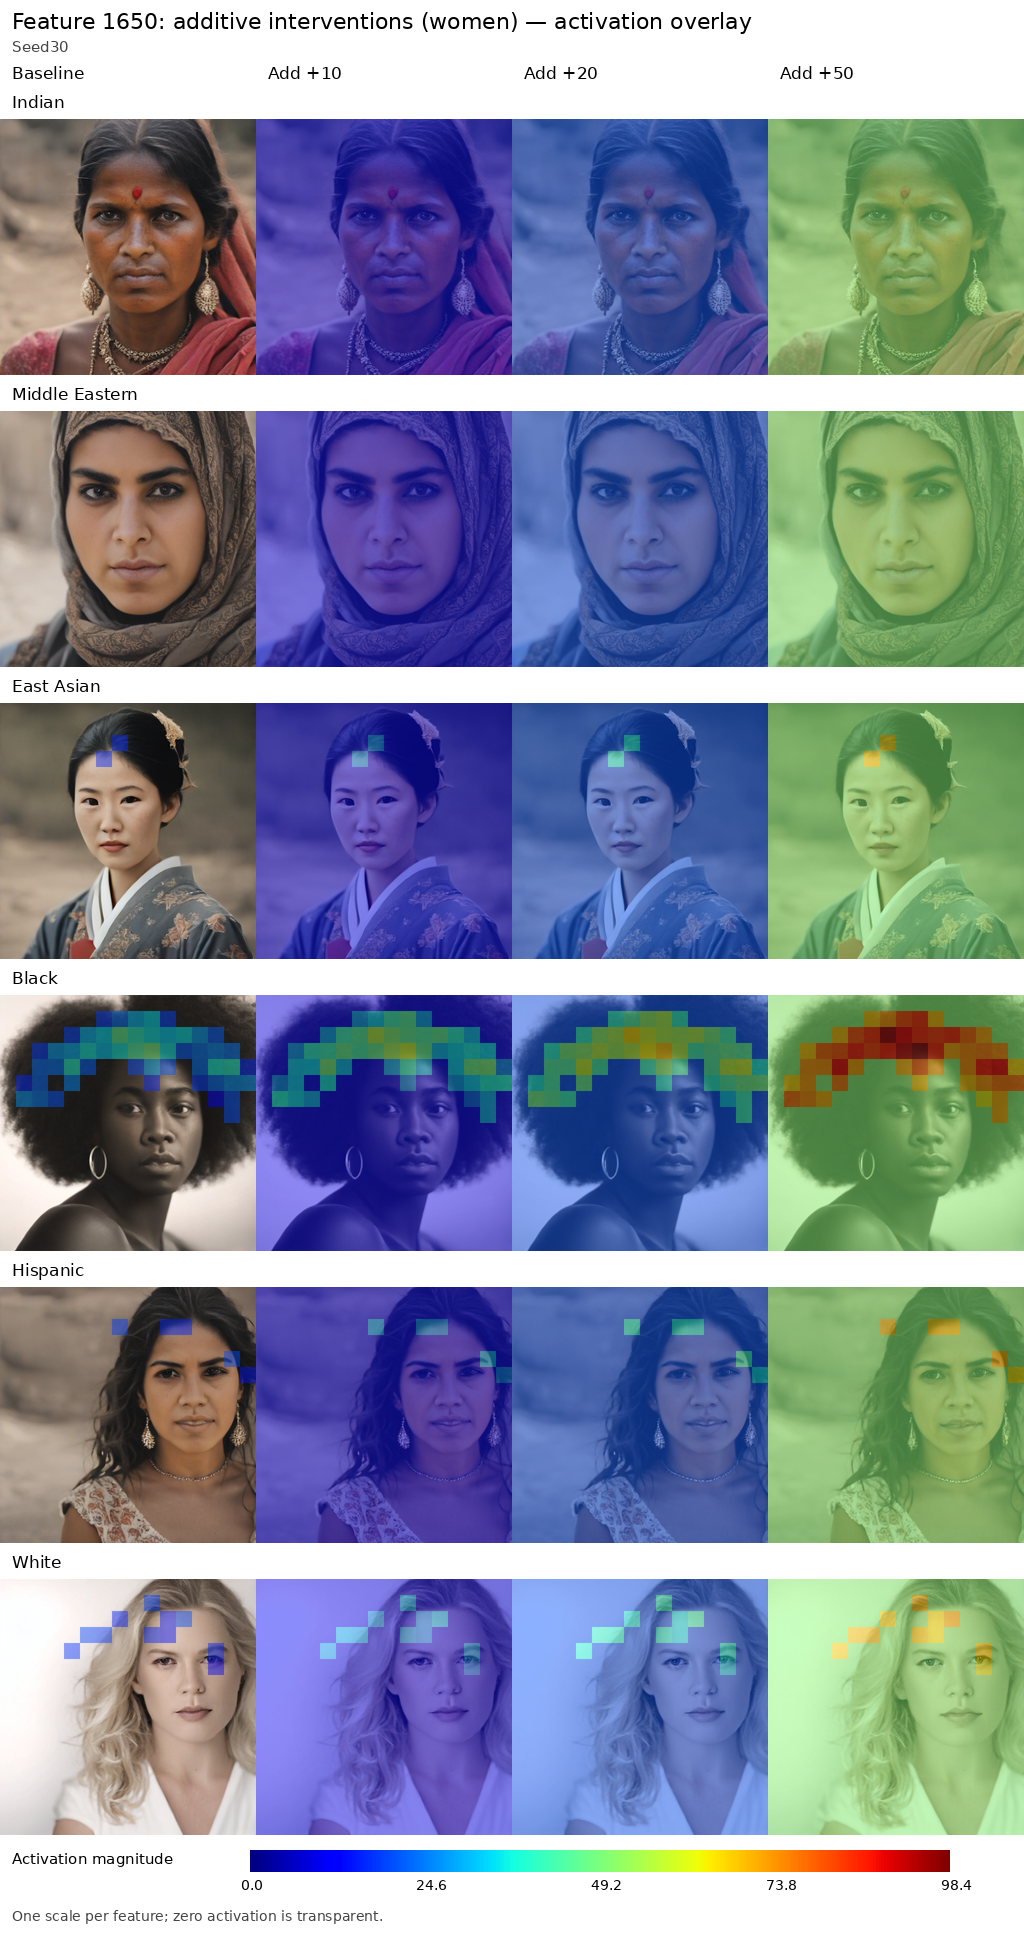 Feature 1650: additive interventions (women) — activation overlay
Seed30
Baseline Add +10 Add +20 Add +50
Indian
Middle Eastern
East Asian
Black
Hispanic
White
Activation magnitude
0.0 24.6 49.2 73.8 98.4
One scale per feature; zero activation is transparent.